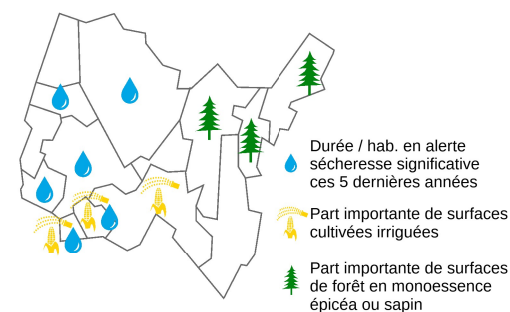 Durée / hab. en alerte
sécheresse significative
ces 5 dernières années
Part importante de surfaces
cultivées irriguées
Part importante de surfaces
de forêt en monoessence
épicéa ou sapin